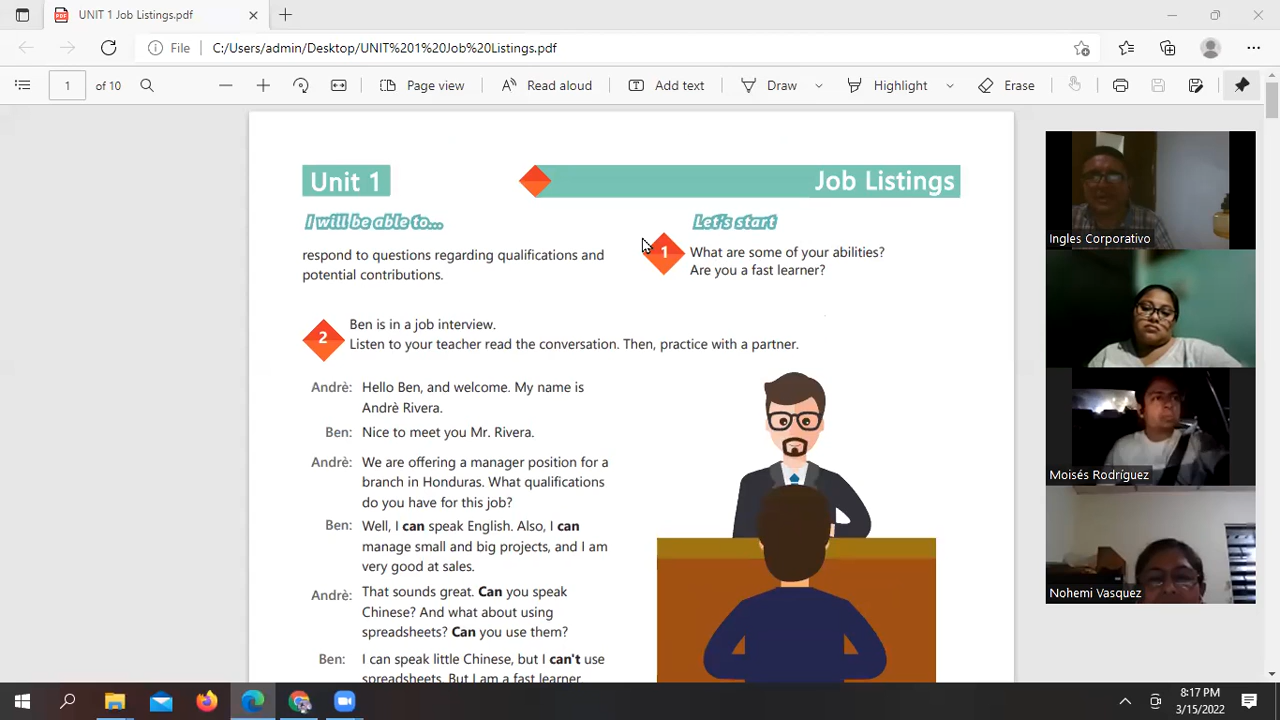 UNIT 1 Job Listings.pdf
File
C:/Users/admin/Desktop/UNIT%201%20Job%20Listings.pdf
1
of 10
Page view
Read aloud
Add text
Draw
Highlight
Erase
Unit 1
Job Listings
I will be able to...
respond to questions regarding qualifications and
potential contributions.
Let's start
1
What are some of your abilities?
Are you a fast learner?
2
Ben is in a job interview.
Listen to your teacher read the conversation. Then, practice with a partner.
Andrè: Hello Ben, and welcome. My name is
Andrè Rivera.
Ben: Nice to meet you Mr. Rivera.
Andrè: We are offering a manager position for a
branch in Honduras. What qualifications
do you have for this job?
Ben: Well, I can speak English. Also, I can
manage small and big projects, and I am
very good at sales.
Andrè: That sounds great. Can you speak
Chinese? And what about using
spreadsheets? Can you use them?
Ben: I can speak little Chinese, but I can't use
spreadsheets. But I am a fast learner
Ingles Corporativo
Moisés Rodríguez
Nohemi Vasquez
8:17 PM
3/15/2022